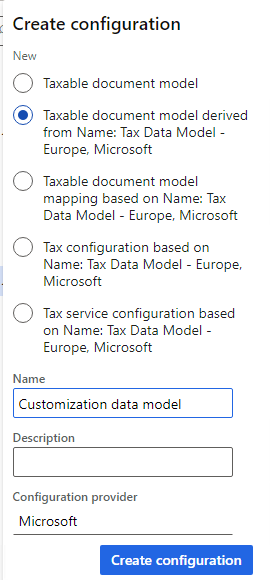 Create configuration
New
Taxable document model
Taxable document model derived
from Name: Tax Data Model -
Europe, Microsoft
Taxable document model
mapping based on Name: Tax
Data Model - Europe, Microsoft
Tax configuration based on
Name: Tax Data Model - Europe,
Microsoft
Tax service configuration based
on Name: Tax Data Model -
Europe, Microsoft
Name
Customization data model
Description
Configuration provider
Microsoft
Create configuration